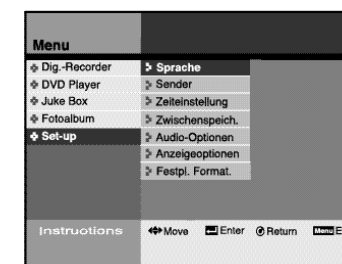 Menu
Dig.-Recorder
DVD Player
Juke Box
Fotoalbum
Set-up
Sprache
Sender
Zeiteinstellung
Zwischenspeich.
Audio-Optionen
Anzeigeoptionen
Festpl. Format.
Instructions Move Enter Return Menu E